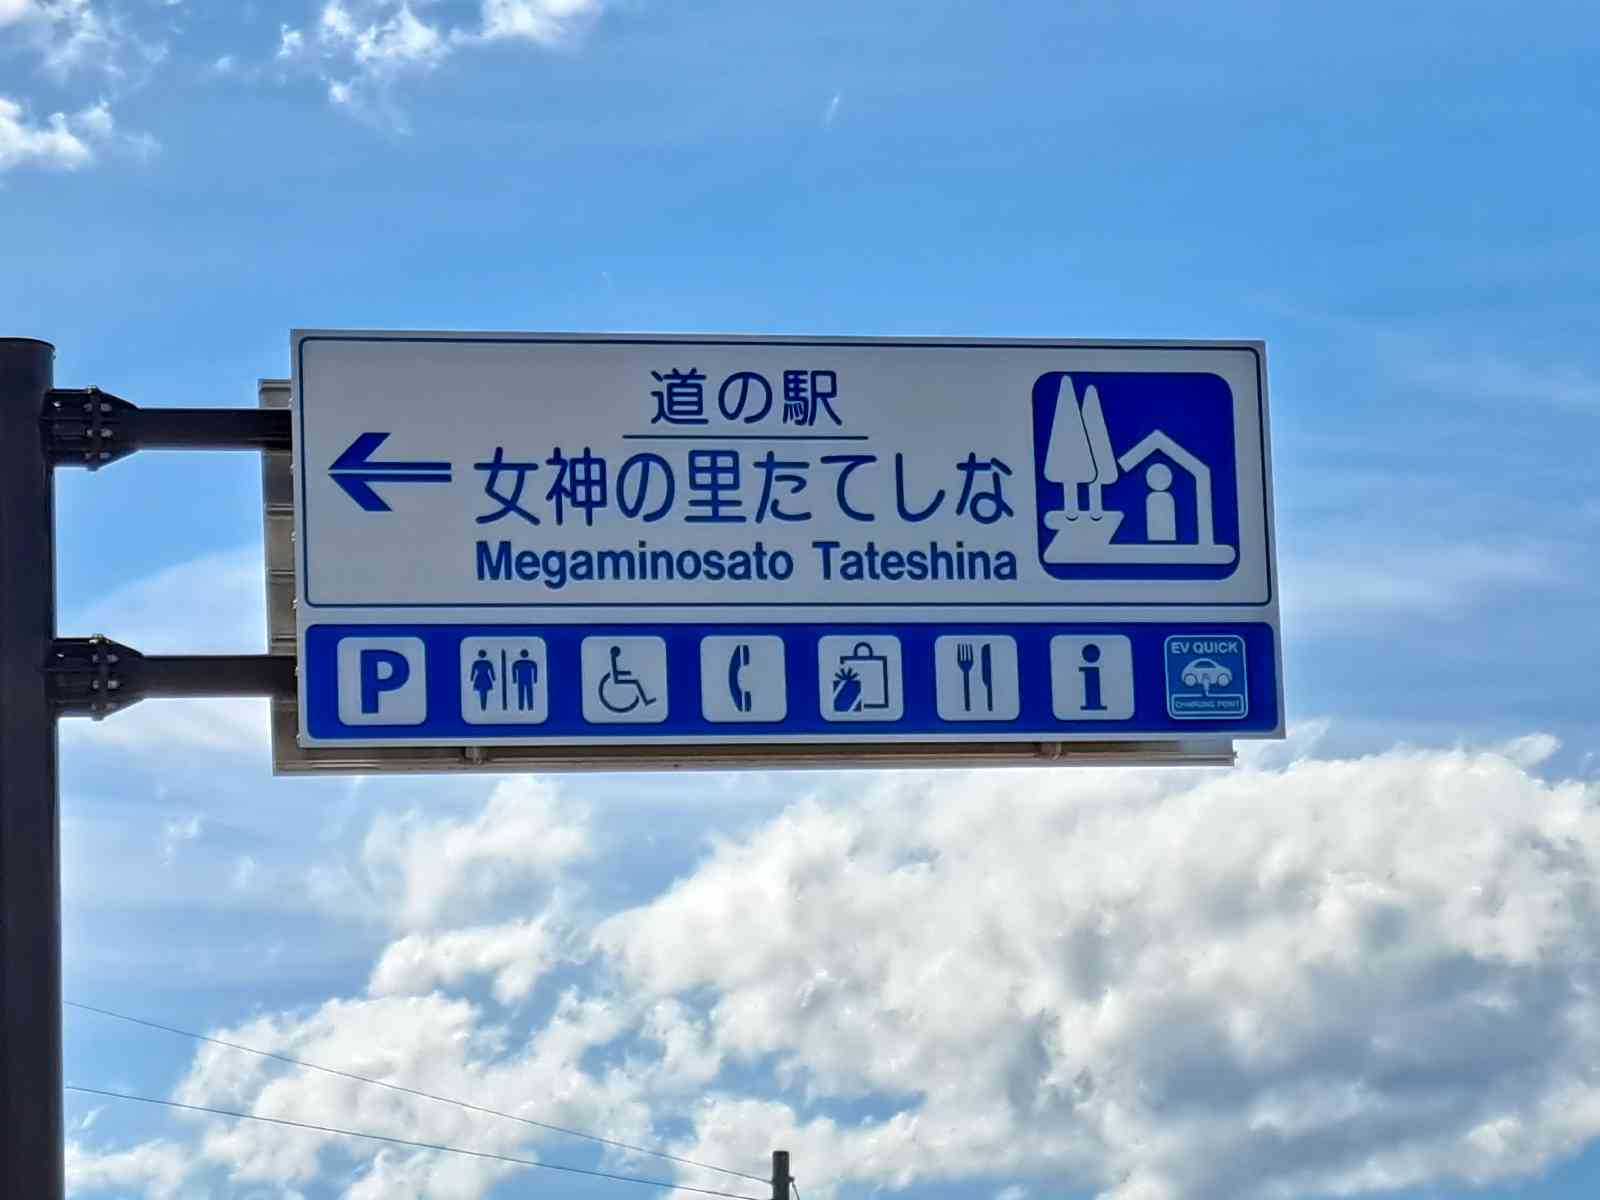 道の駅
女神の里たてしな
Megaminosato Tateshina
P
i
EV QUICK
CHARGING POINT